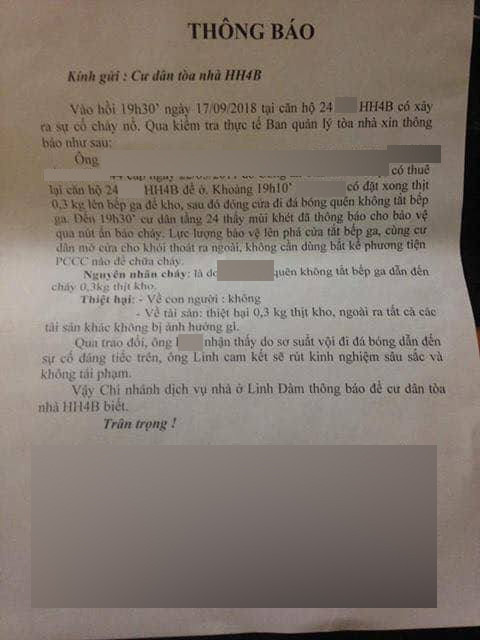 THÔNG BÁO
Kính gửi : Cư dân tòa nhà HH4B
Vào hồi 19h30' ngày 17/09/2018 tại căn hộ 24 HH4B có xảy
ra sự cố cháy nổ. Qua kiểm tra thực tế Ban quản lý tòa nhà xin thông
báo như sau:
Ông
có thuê
lại căn hộ 24 HH4B để ở. Khoảng 19h10' có đặt xong thịt
0,3 kg lên bếp ga để kho, sau đó đóng cửa đi đá bóng quên không tắt bếp
ga. Đến 19h30' cư dân tầng 24 thấy mùi khét đã thông báo cho bảo vệ
qua nút ấn báo cháy. Lực lượng bảo vệ lên phá cửa tắt bếp ga, cùng cư
dân mở cửa cho khói thoát ra ngoài, không cần dùng bất kể phương tiện
PCCC nào để chữa cháy.
Nguyên nhân cháy: là do quên không tắt bếp ga dẫn đến
cháy 0,3kg thịt kho.
Thiệt hại: - Về con người : không
- Về tài sản: thiệt hại 0,3 kg thịt kho, ngoài ra tất cả các
tài sản khác không bị ảnh hưởng gì.
Qua trao đổi, ông nhận thấy do sơ suất vội đi đá bóng dẫn đến
sự cố đáng tiếc trên, ông Linh cam kết sẽ rút kinh nghiệm sâu sắc và
không tái phạm.
Vậy Chi nhánh dịch vụ nhà ở Linh Đàm thông báo để cư dân tòa
nhà HH4B biết.
Trân trọng !